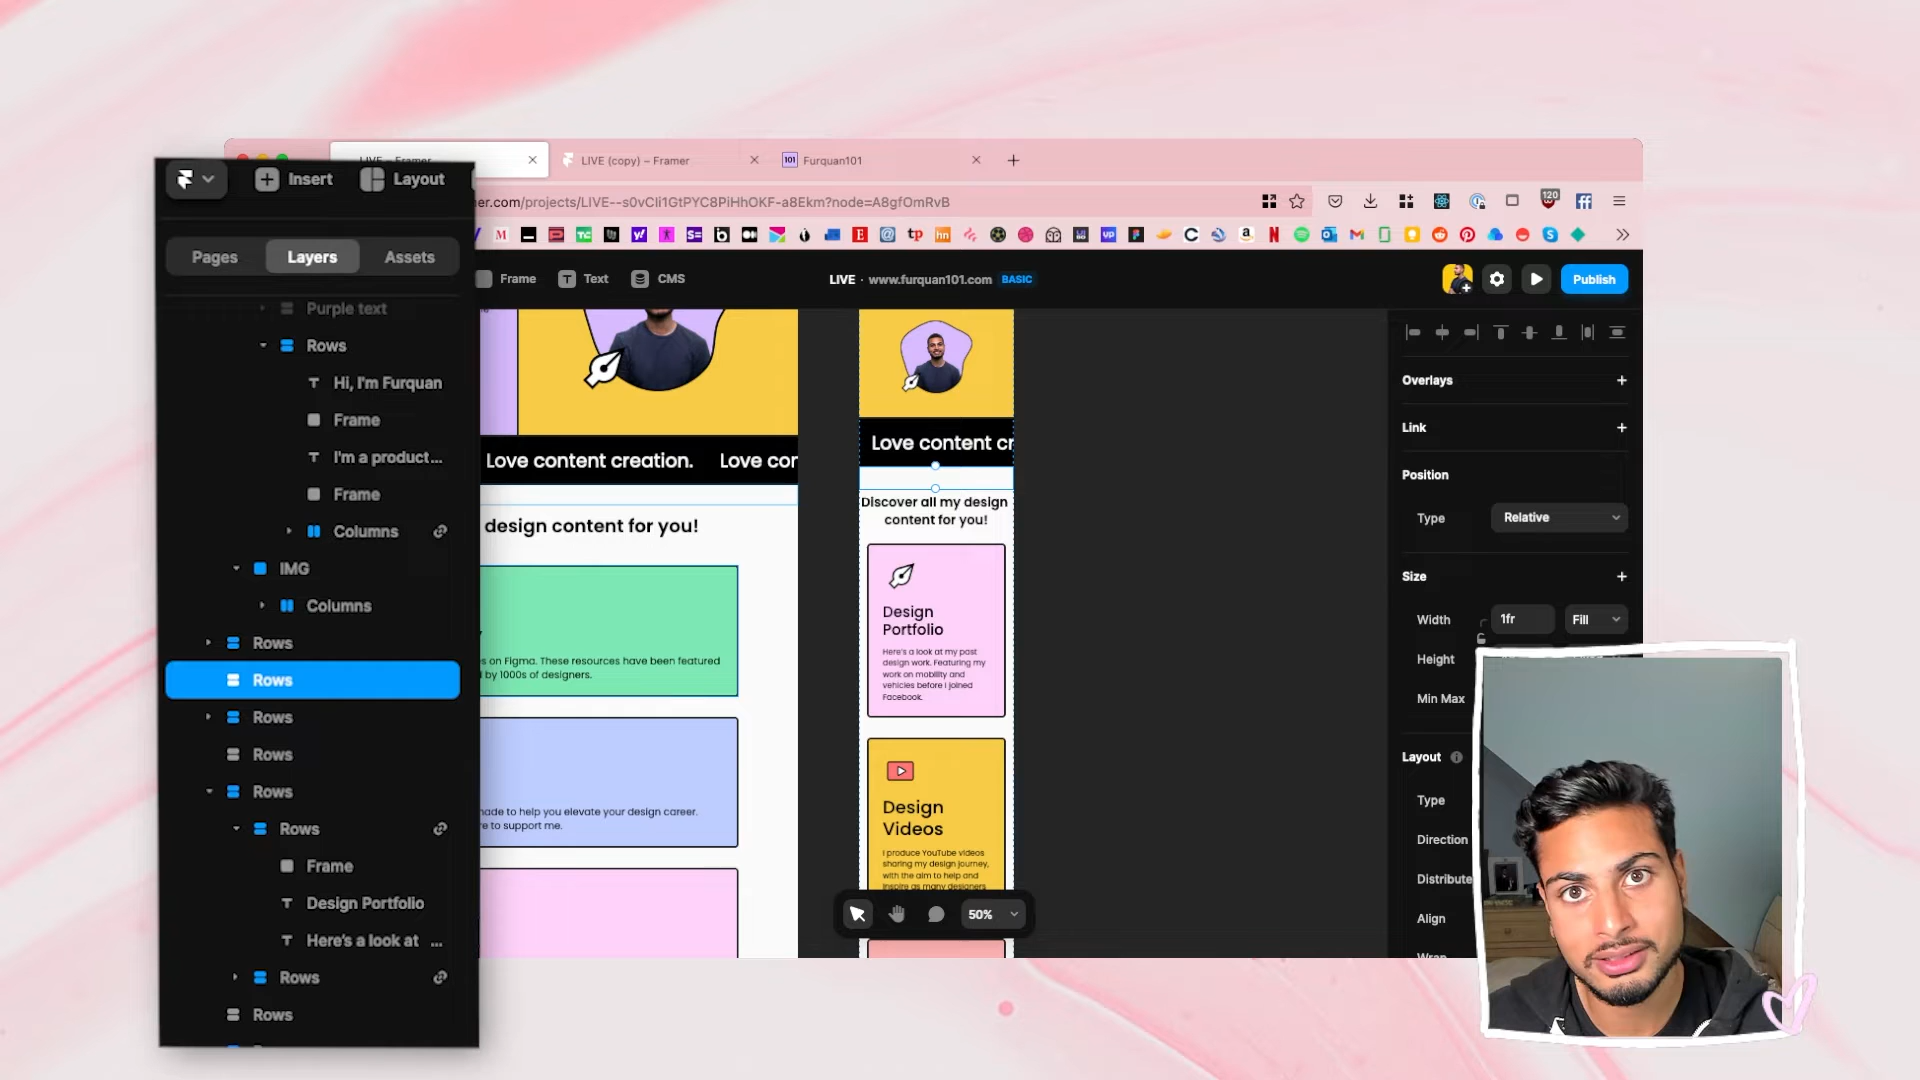 LIVE – Framer
LIVE (copy) – Framer
101
Furquan101
Insert
Layout
er.com/projects/LIVE--s0vCli1GtPYC8PiHhOKF-a8Ekm?node=A8gfOmRvB
120
Pages
Layers
Assets
Frame
Text
CMS
LIVE · www.furquan101.com BASIC
Publish
Purple text
Rows
Hi, I'm Furquan
Frame
I'm a product...
Frame
Columns
IMG
Columns
Rows
Rows
Rows
Rows
Rows
Rows
Frame
Design Portfolio
Here's a look at ...
Rows
Rows
Love content creation.
Love con
design content for you!
s on Figma. These resources have been featured
by 1000s of designers.
made to help you elevate your design career.
re to support me.
Love content cr
Discover all my design
content for you!
Design
Portfolio
Here's a look at my past
design work. Featuring my
work on mobility and
vehicles before I joined
Facebook.
Design
Videos
I produce YouTube videos
sharing my design journey,
with the aim to help and
inspire as many designers
50%
Overlays
Link
Position
Type
Relative
Size
Width
1fr
Fill
Height
Min Max
Layout
Type
Direction
Distribute
Align
Wrap